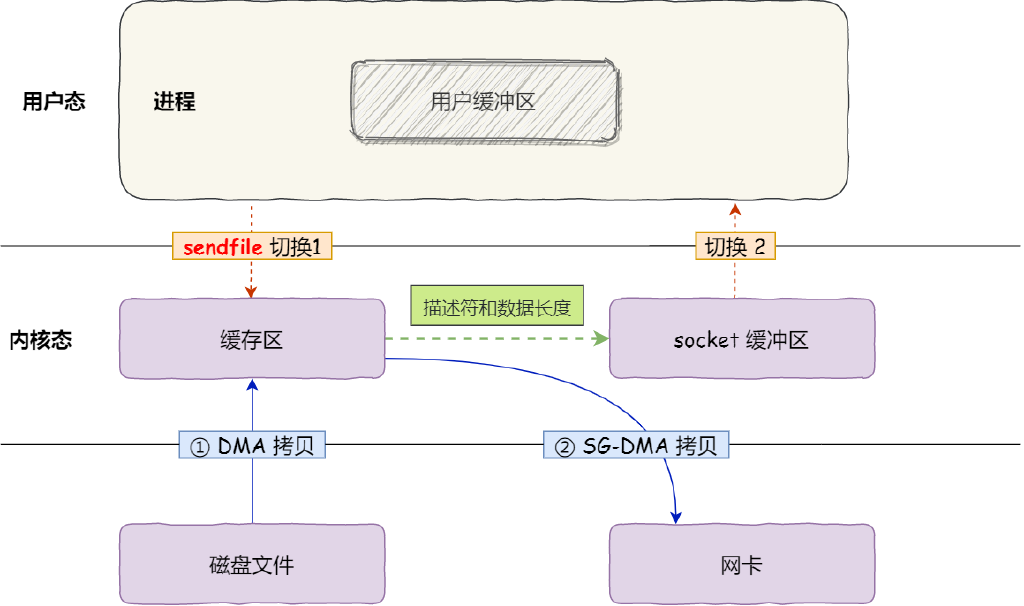 用户态
进程
用户缓冲区
sendfile 切换1
切换 2
描述符和数据长度
内核态
缓存区
socket 缓冲区
① DMA 拷贝
② SG-DMA 拷贝
磁盘文件
网卡